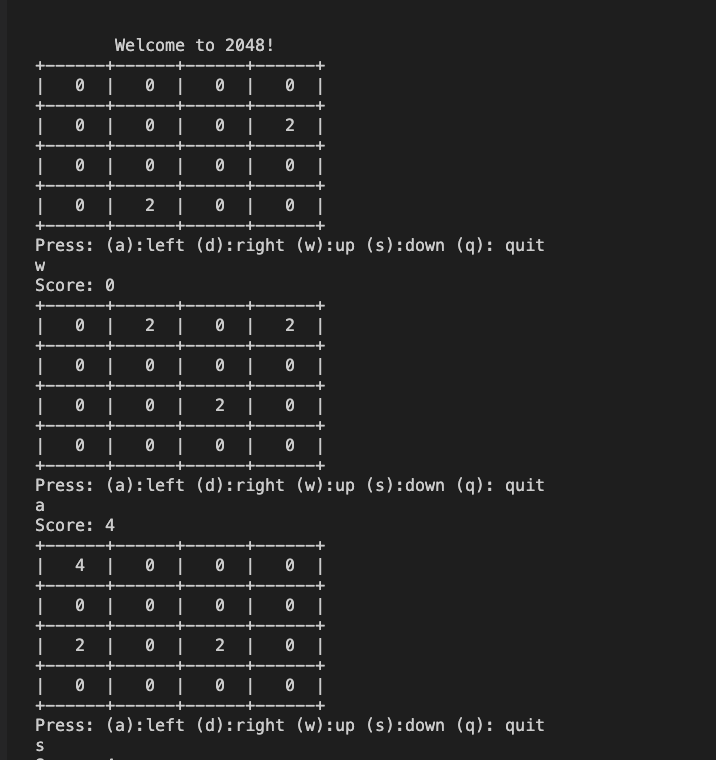 Welcome to 2048!
+------+------+------+------+
|   0  |   0  |   0  |   0  |
+------+------+------+------+
|   0  |   0  |   0  |   2  |
+------+------+------+------+
|   0  |   0  |   0  |   0  |
+------+------+------+------+
|   0  |   2  |   0  |   0  |
+------+------+------+------+
Press: (a):left (d):right (w):up (s):down (q): quit
w
Score: 0
+------+------+------+------+
|   0  |   2  |   0  |   2  |
+------+------+------+------+
|   0  |   0  |   0  |   0  |
+------+------+------+------+
|   0  |   0  |   2  |   0  |
+------+------+------+------+
|   0  |   0  |   0  |   0  |
+------+------+------+------+
Press: (a):left (d):right (w):up (s):down (q): quit
a
Score: 4
+------+------+------+------+
|   4  |   0  |   0  |   0  |
+------+------+------+------+
|   0  |   0  |   0  |   0  |
+------+------+------+------+
|   2  |   0  |   2  |   0  |
+------+------+------+------+
|   0  |   0  |   0  |   0  |
+------+------+------+------+
Press: (a):left (d):right (w):up (s):down (q): quit
s